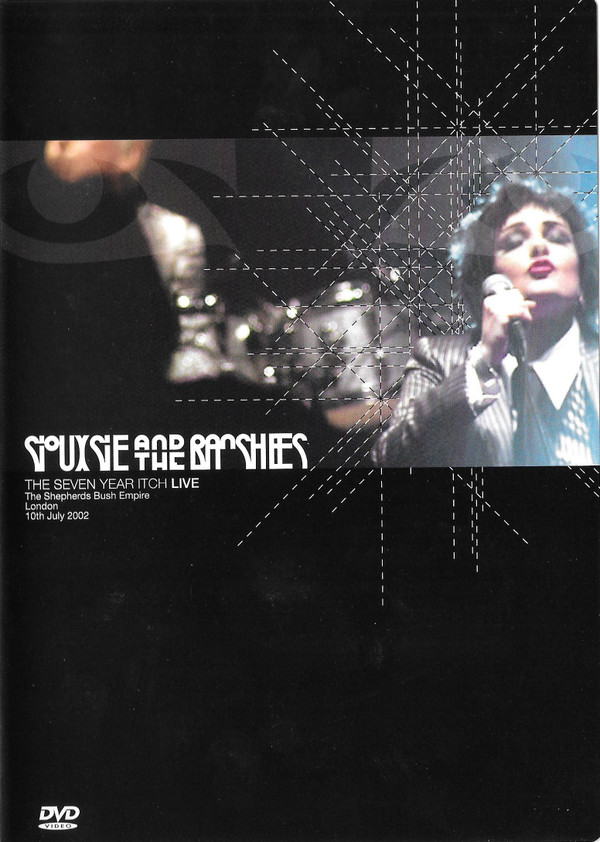 SIOUXSIE AND THE BANSHEES
THE SEVEN YEAR ITCH LIVE
The Shepherds Bush Empire
London
10th July 2002
DVD
VIDEO